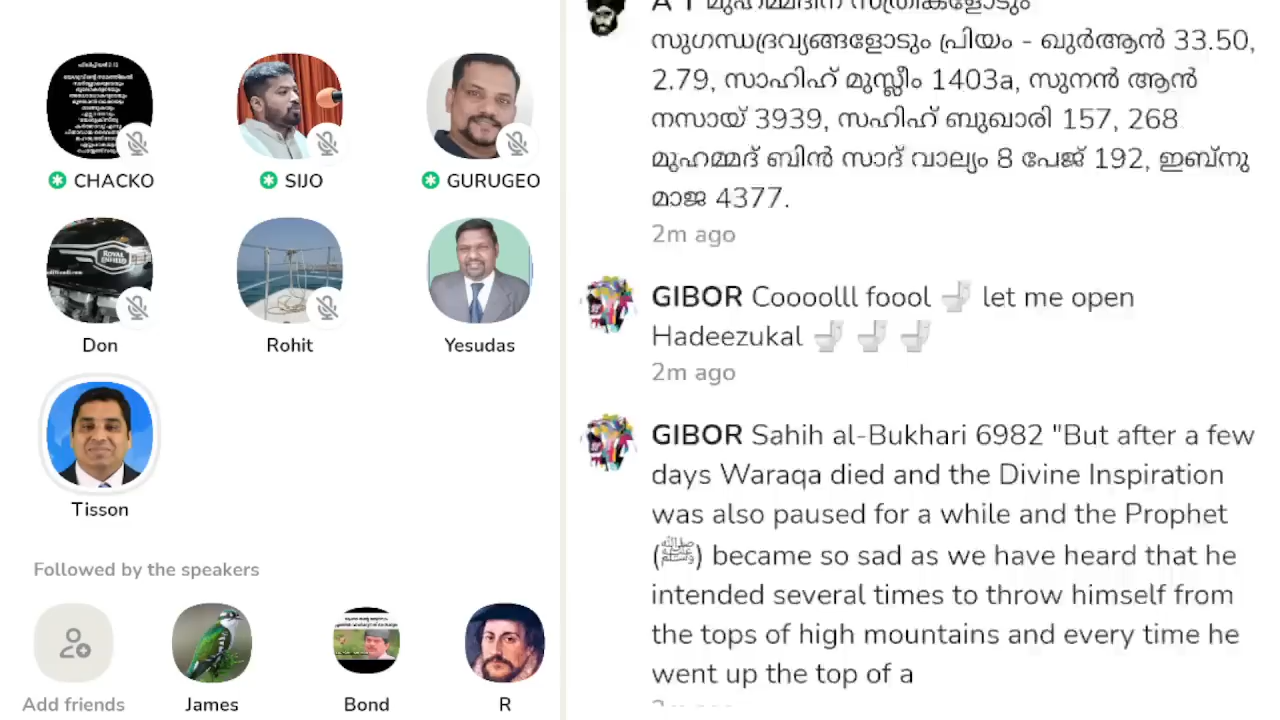 CHACKO
SIJO
GURUGEO
ROYAL
ENFIELD
Don
Rohit
Yesudas
Tisson
Followed by the speakers
Add friends
James
Bond
R
A T മുഹമ്മദിന് സ്ത്രീകളോടും
സുഗന്ധദ്രവ്യങ്ങളോടും പ്രിയം - ഖുർആൻ 33.50,
2.79, സാഹിഹ് മുസ്ലീം 1403a, സുനൻ ആൻ
നസായ് 3939, സഹിഹ് ബുഖാരി 157, 268
മുഹമ്മദ് ബിൻ സാദ് വാല്യം 8 പേജ് 192, ഇബ്നു
മാജ 4377.
2m ago
GIBOR Coooolll foool 🚽 let me open
Hadeezukal 🚽 🚽 🚽
2m ago
GIBOR Sahih al-Bukhari 6982 "But after a few
days Waraqa died and the Divine Inspiration
was also paused for a while and the Prophet
(ﷺ) became so sad as we have heard that he
intended several times to throw himself from
the tops of high mountains and every time he
went up the top of a